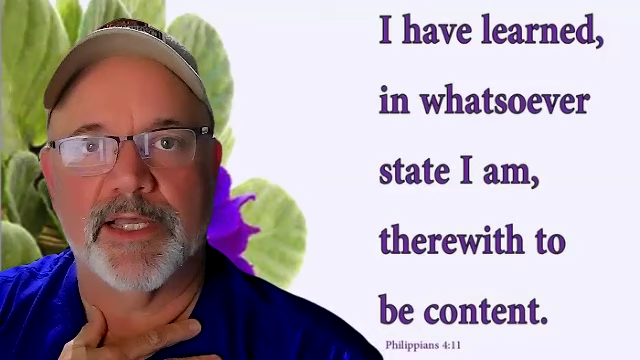 I have learned,
in whatsoever
state I am,
therewith to
be content.
Philippians 4:11